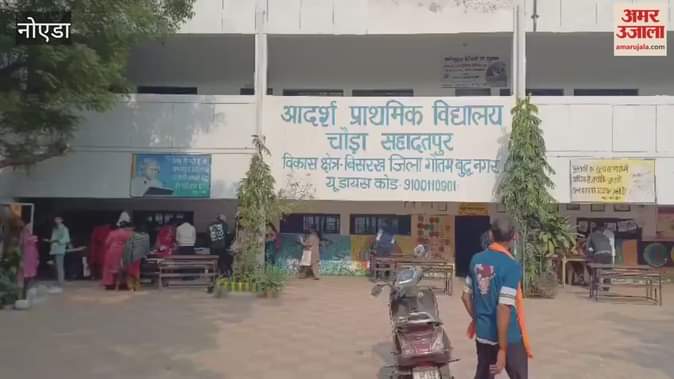 नोएडा
अमर
उजाला
amarujala.com
आदर्श प्राथमिक विद्यालय
चौड़ा सहादतपुर
विकास क्षेत्र-बिसरख जिला गौतम बुद्ध नगर
यू डायस कोड-9100110901